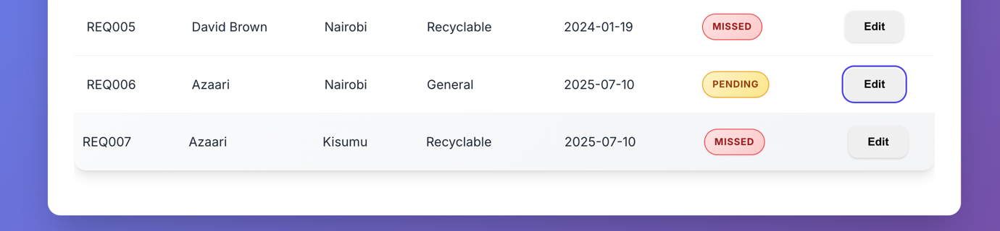 REQ005 David Brown Nairobi Recyclable 2024-01-19 MISSED Edit
REQ006 Azaari Nairobi General 2025-07-10 PENDING Edit
REQ007 Azaari Kisumu Recyclable 2025-07-10 MISSED Edit